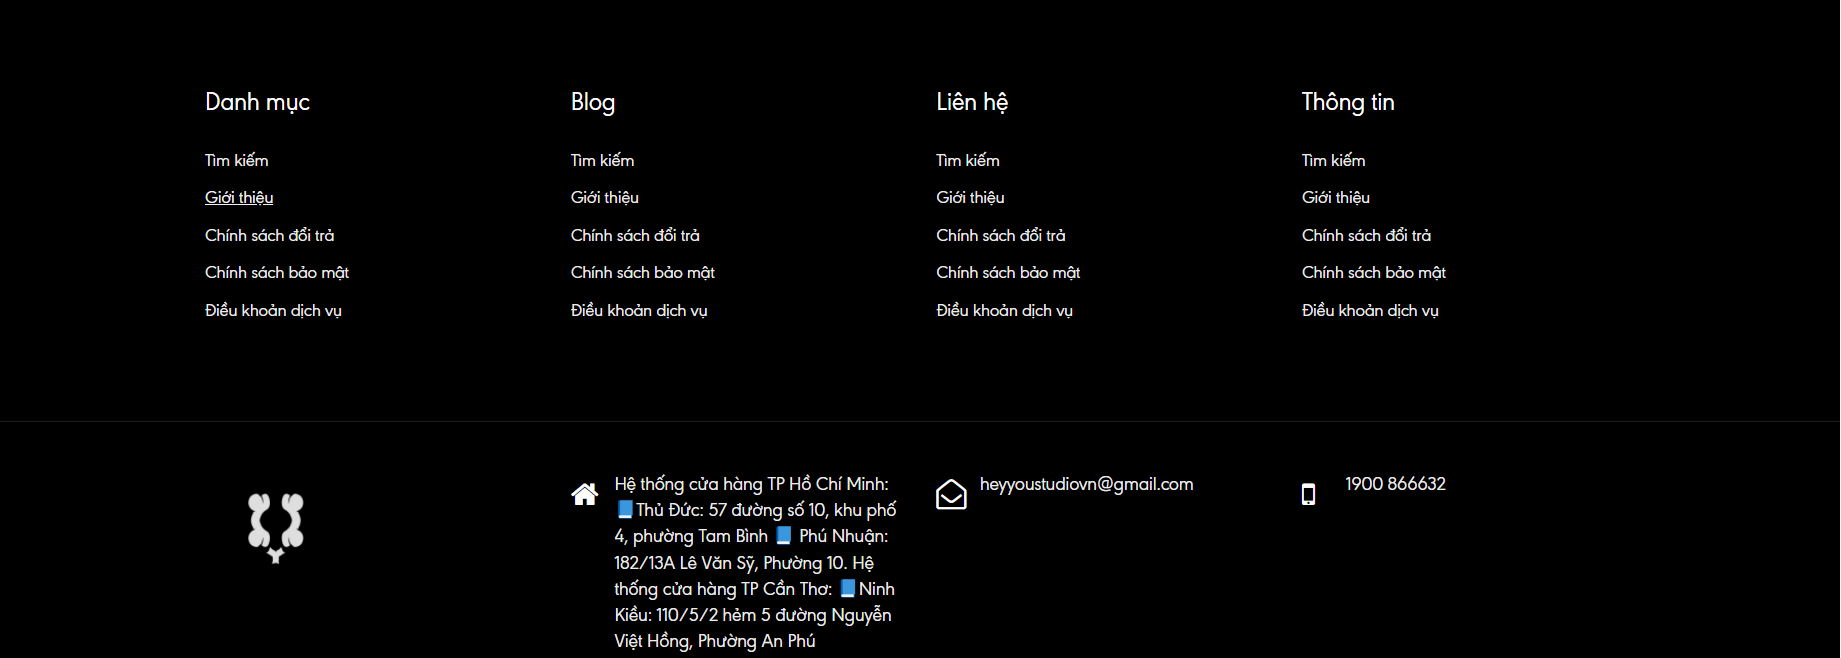 Danh mục
Tìm kiếm
Giới thiệu
Chính sách đổi trả
Chính sách bảo mật
Điều khoản dịch vụ
Blog
Tìm kiếm
Giới thiệu
Chính sách đổi trả
Chính sách bảo mật
Điều khoản dịch vụ
Liên hệ
Tìm kiếm
Giới thiệu
Chính sách đổi trả
Chính sách bảo mật
Điều khoản dịch vụ
Thông tin
Tìm kiếm
Giới thiệu
Chính sách đổi trả
Chính sách bảo mật
Điều khoản dịch vụ
Hệ thống cửa hàng TP Hồ Chí Minh:
📘Thủ Đức: 57 đường số 10, khu phố
4, phường Tam Bình 📘 Phú Nhuận:
182/13A Lê Văn Sỹ, Phường 10. Hệ
thống cửa hàng TP Cần Thơ: 📘Ninh
Kiều: 110/5/2 hẻm 5 đường Nguyễn
Việt Hồng, Phường An Phú
heyyoustudiovn@gmail.com
1900 866632